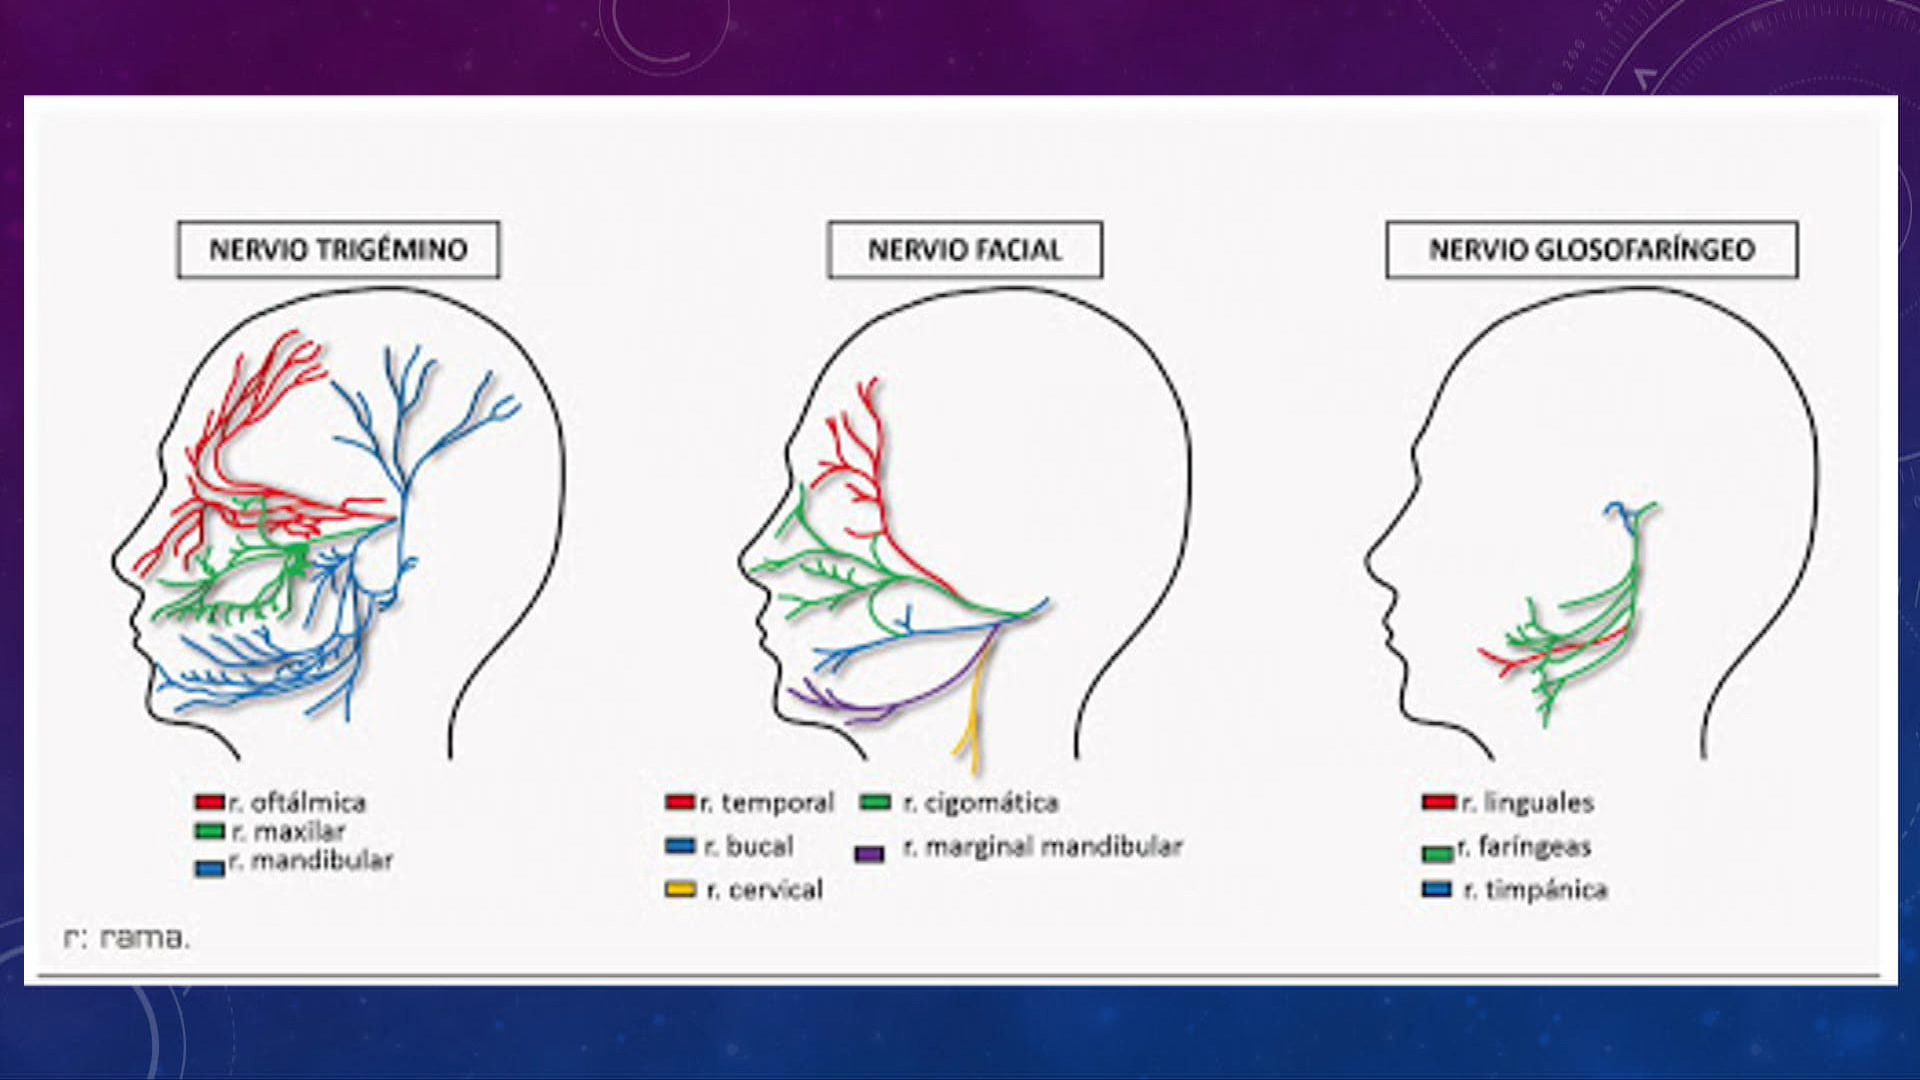 NERVIO TRIGÉMINO
r. oftálmica
r. maxilar
r. mandibular
NERVIO FACIAL
r. temporal
r. cigomática
r. bucal
r. marginal mandibular
r. cervical
NERVIO GLOSOFARÍNGEO
r. linguales
r. faríngeas
r. timpánica
r: rama.